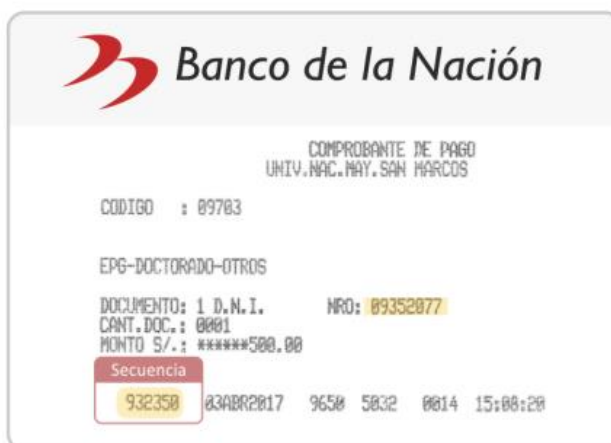 Banco de la Nación
COMPROBANTE DE PAGO
UNIV.NAC.MAY.SAN MARCOS
CODIGO : 09703
EPG-DOCTORADO-OTROS
DOCUMENTO: 1 D.N.I. NRO: 09352077
CANT.DOC.: 0001
MONTO S/.: ******500.00
Secuencia
932350 03ABR2017 9650 5032 0014 15:08:20